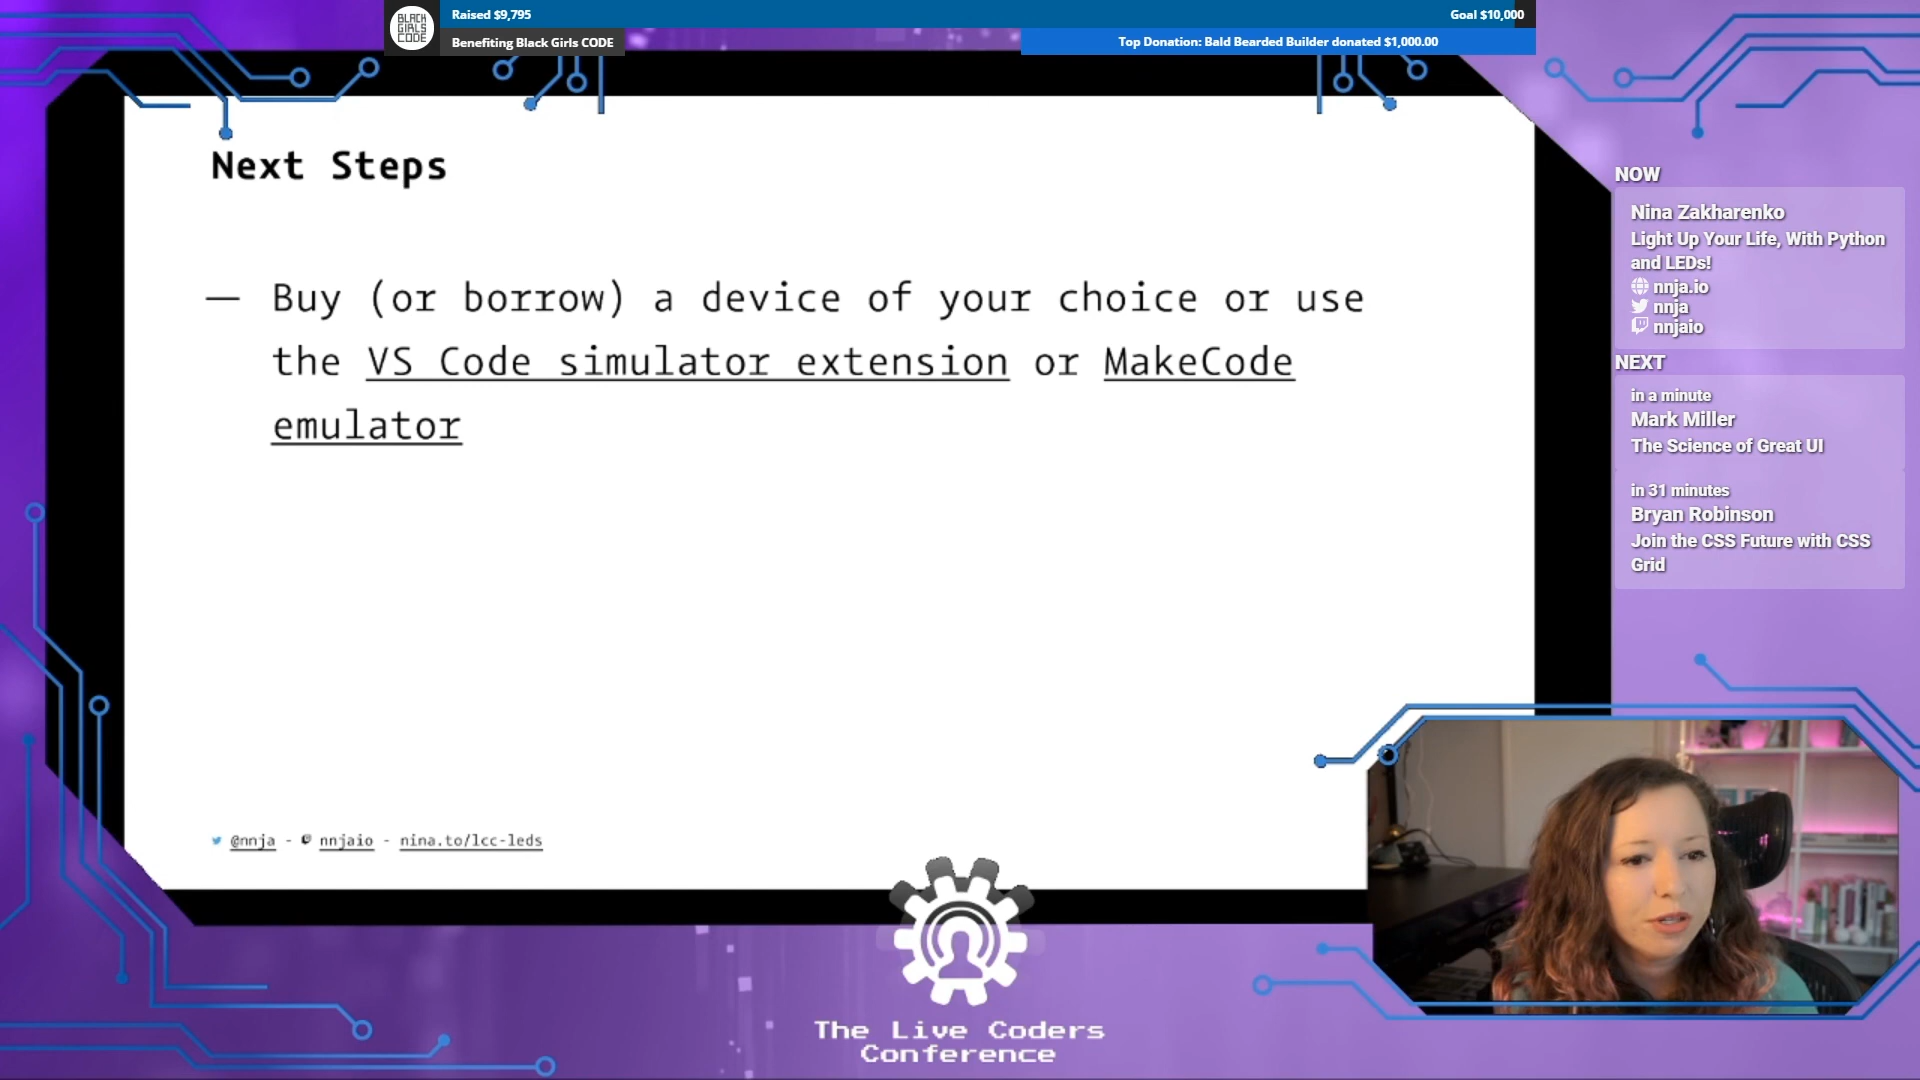 BLACK
GIRLS
CODE
Raised $9,795
Goal $10,000
Benefiting Black Girls CODE
Top Donation: Bald Bearded Builder donated $1,000.00
Next Steps
— Buy (or borrow) a device of your choice or use
the VS Code simulator extension or MakeCode
emulator
@nnja - nnjaio - nina.to/lcc-leds
NOW
Nina Zakharenko
Light Up Your Life, With Python
and LEDs!
nnja.io
nnja
nnjaio
NEXT
in a minute
Mark Miller
The Science of Great UI
in 31 minutes
Bryan Robinson
Join the CSS Future with CSS
Grid
The Live Coders
Conference